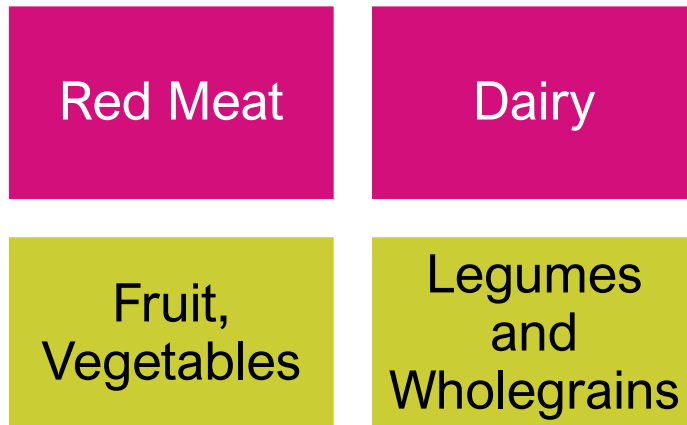 Red Meat
Dairy
Fruit,
Vegetables
Legumes
and
Wholegrains